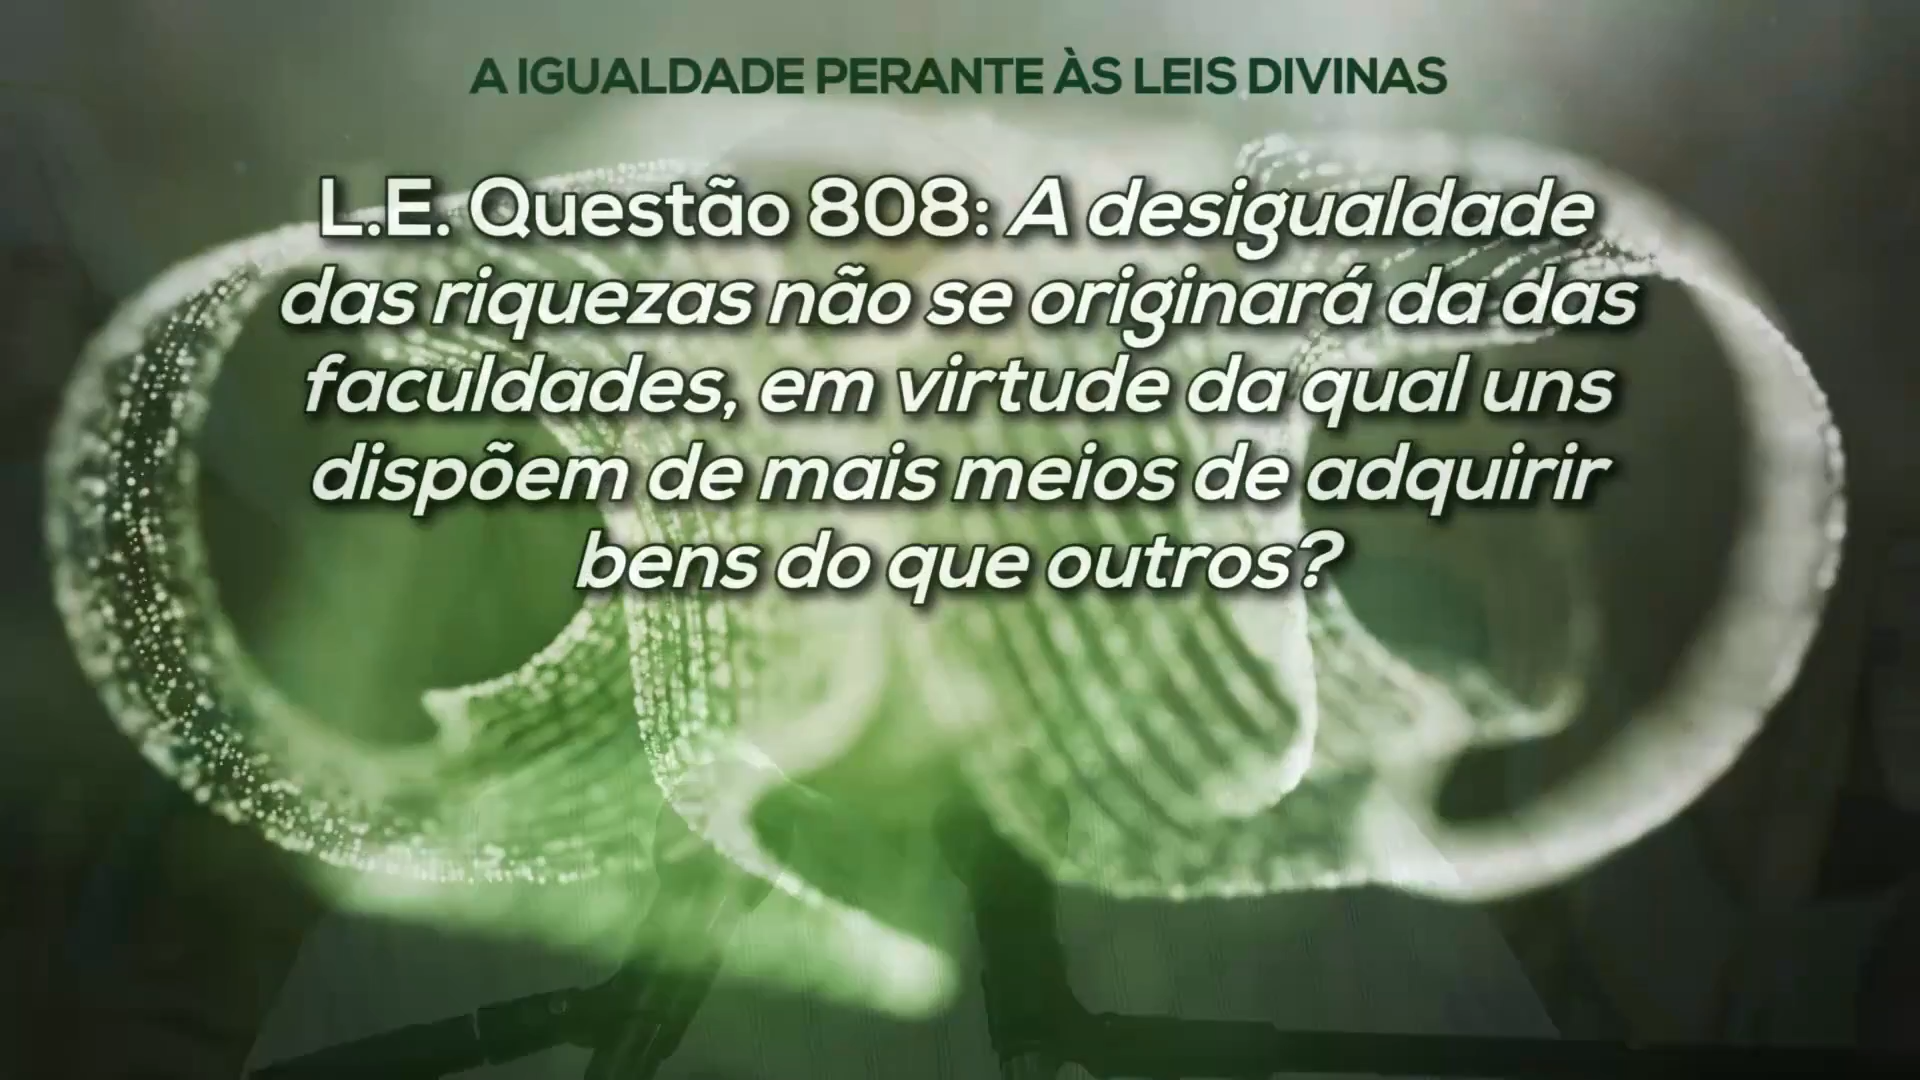 A IGUALDADE PERANTE ÀS LEIS DIVINAS
L.E. Questão 808: A desigualdade
das riquezas não se originará da das
faculdades, em virtude da qual uns
dispõem de mais meios de adquirir
bens do que outros?